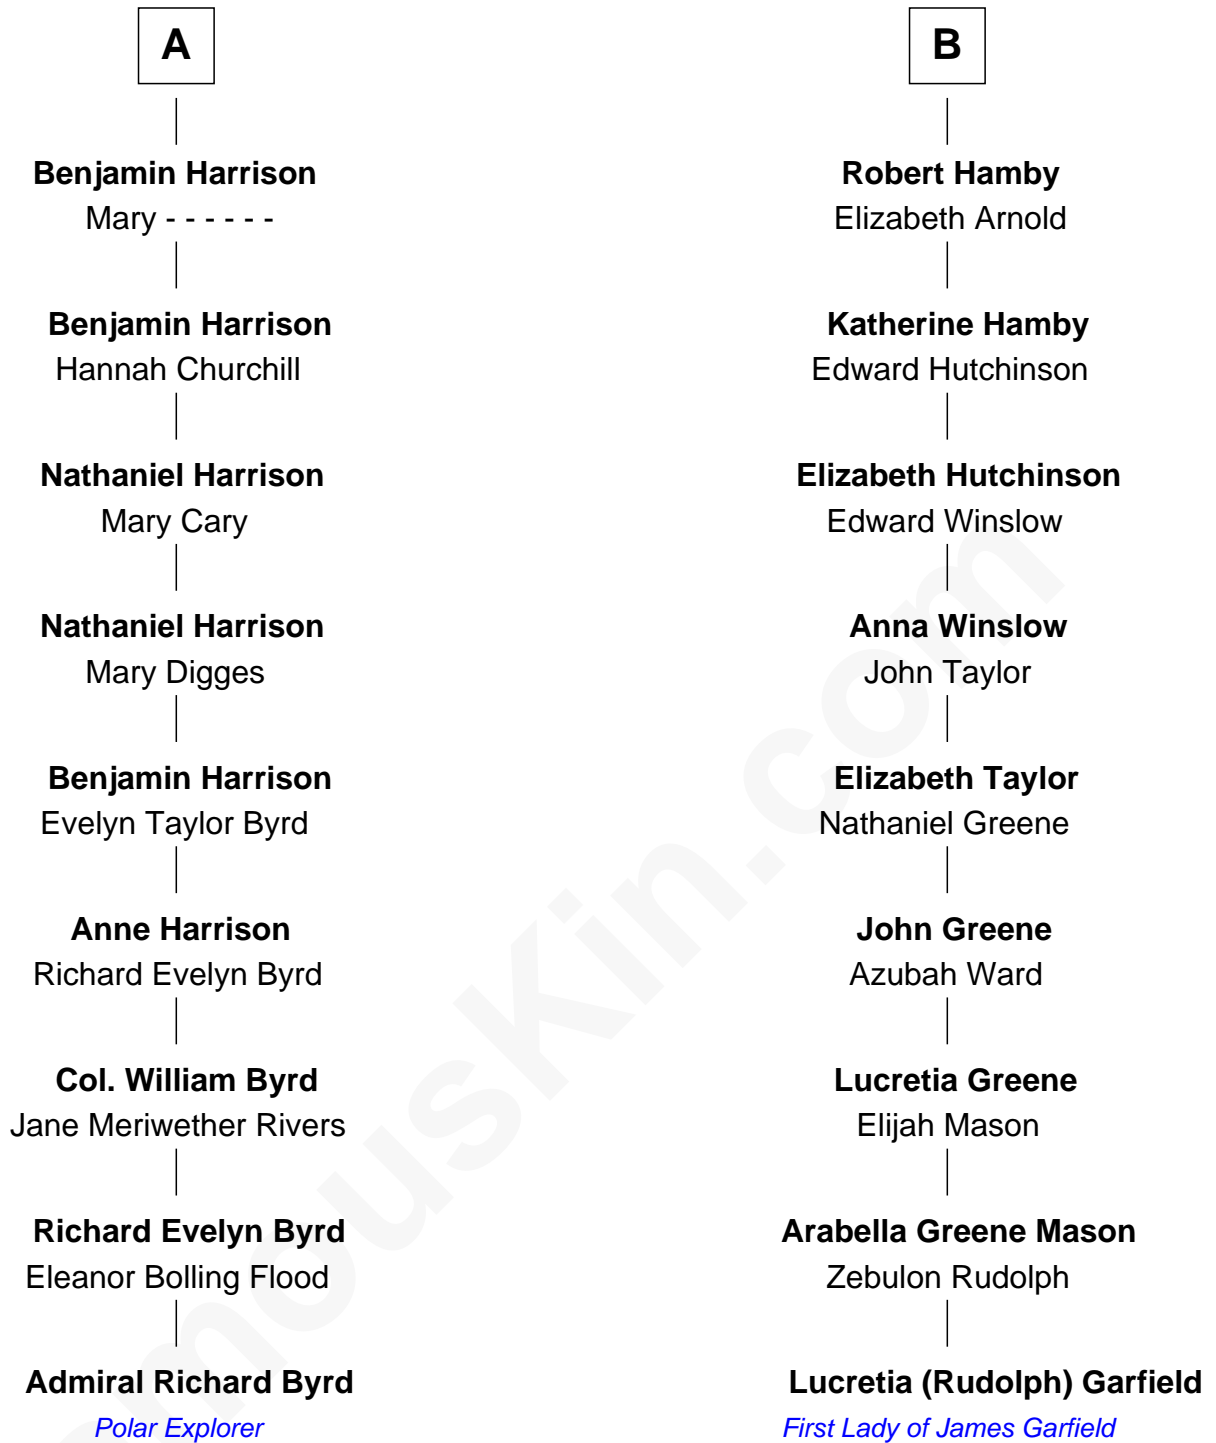 A
Benjamin Harrison
Mary - - - - - -
Benjamin Harrison
Hannah Churchill
Nathaniel Harrison
Mary Cary
Nathaniel Harrison
Mary Digges
Benjamin Harrison
Evelyn Taylor Byrd
Anne Harrison
Richard Evelyn Byrd
Col. William Byrd
Jane Meriwether Rivers
Richard Evelyn Byrd
Eleanor Bolling Flood
Admiral Richard Byrd
Polar Explorer
B
Robert Hamby
Elizabeth Arnold
Katherine Hamby
Edward Hutchinson
Elizabeth Hutchinson
Edward Winslow
Anna Winslow
John Taylor
Elizabeth Taylor
Nathaniel Greene
John Greene
Azubah Ward
Lucretia Greene
Elijah Mason
Arabella Greene Mason
Zebulon Rudolph
Lucretia (Rudolph) Garfield
First Lady of James Garfield
mousKin.com